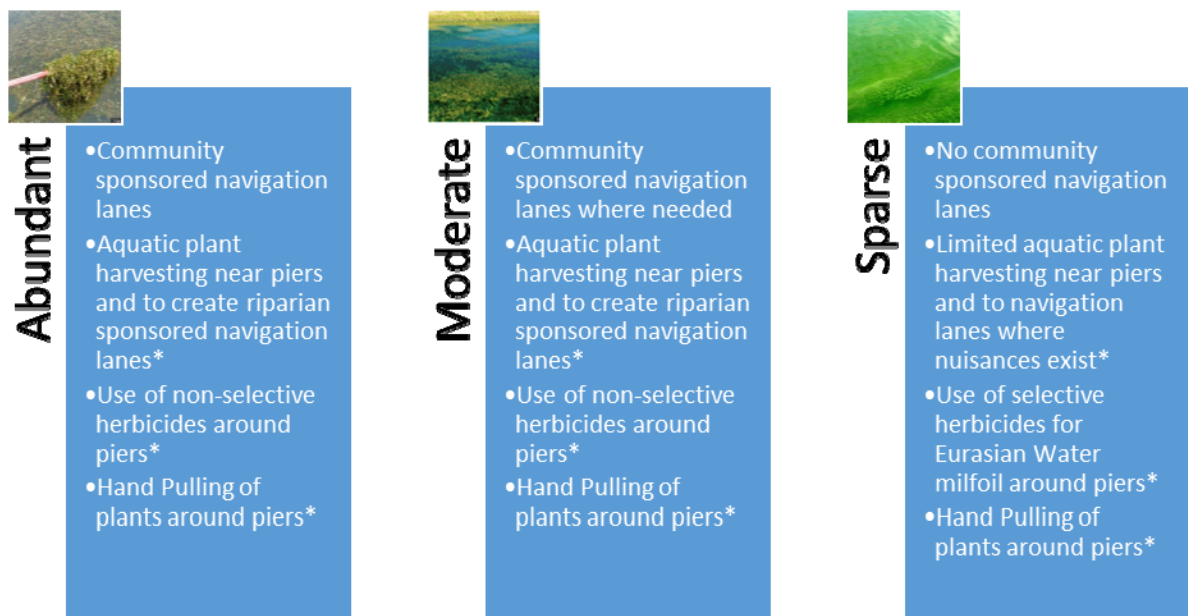 Abundant
•Community
sponsored navigation
lanes
•Aquatic plant
harvesting near piers
and to create riparian
sponsored navigation
lanes*
•Use of non-selective
herbicides around
piers*
•Hand Pulling of
plants around piers*
Moderate
•Community
sponsored navigation
lanes where needed
•Aquatic plant
harvesting near piers
and to create riparian
sponsored navigation
lanes*
•Use of non-selective
herbicides around
piers*
•Hand Pulling of
plants around piers*
Sparse
•No community
sponsored navigation
lanes
•Limited aquatic plant
harvesting near piers
and to navigation
lanes where
nuisances exist*
•Use of selective
herbicides for
Eurasian Water
milfoil around piers*
•Hand Pulling of
plants around piers*